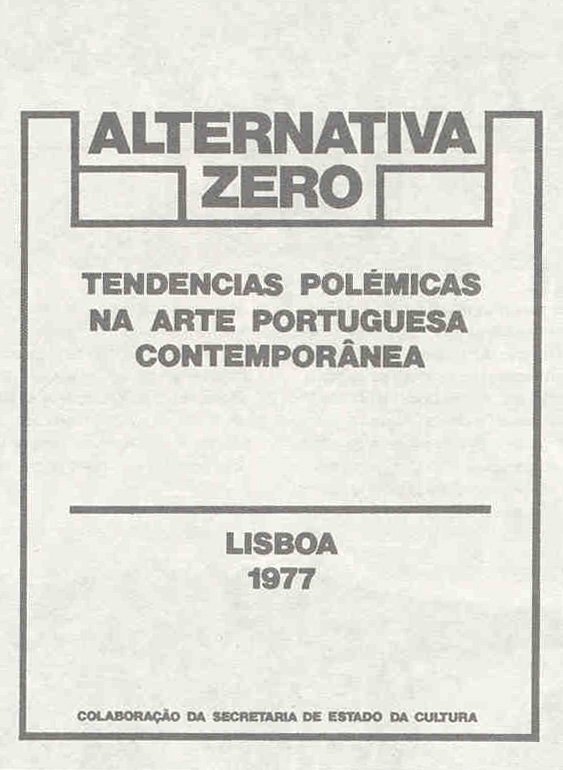 ALTERNATIVA
ZERO
TENDENCIAS POLÉMICAS
NA ARTE PORTUGUESA
CONTEMPORÂNEA
LISBOA
1977
COLABORAÇÃO DA SECRETARIA DE ESTADO DA CULTURA